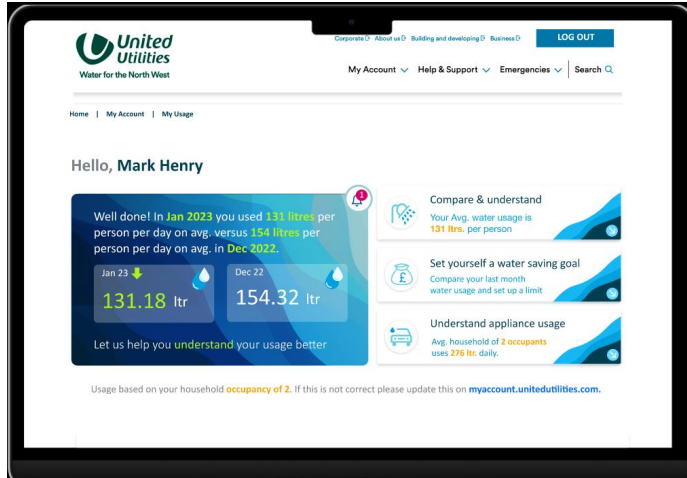 United
Utilities
Water for the North West
Corporate About us Building and developing Business LOG OUT
My Account Help & Support Emergencies Search
Home | My Account | My Usage
Hello, Mark Henry
1
Well done! In Jan 2023 you used 131 litres per
person per day on avg. versus 154 litres per
person per day on avg. in Dec 2022.
Jan 23
131.18 ltr
Dec 22
154.32 ltr
Let us help you understand your usage better
Compare & understand
Your Avg. water usage is
131 ltrs. per person
£
Set yourself a water saving goal
Compare your last month
water usage and set up a limit
Understand appliance usage
Avg. household of 2 occupants
uses 276 ltr. daily.
Usage based on your household occupancy of 2. If this is not correct please update this on myaccount.unitedutilities.com.